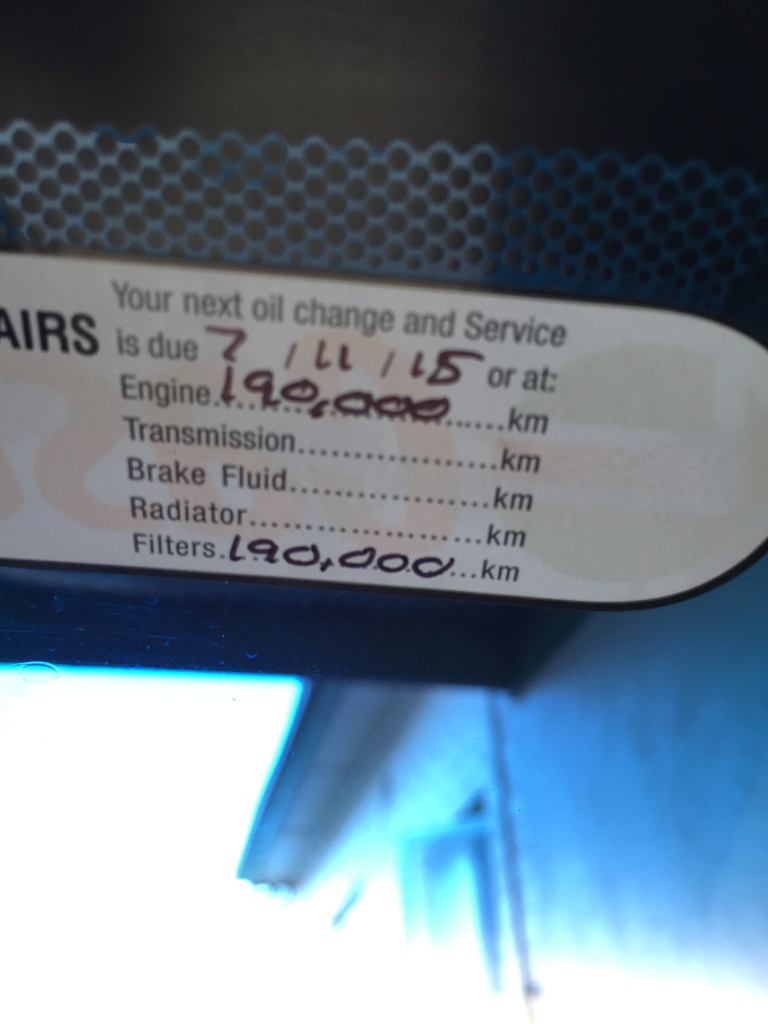 AIRS
Your next oil change and Service
is due 7 / 11 / 15 or at:
Engine.190,000......km
Transmission...................km
Brake Fluid...................km
Radiator......................km
Filters.190,000...km